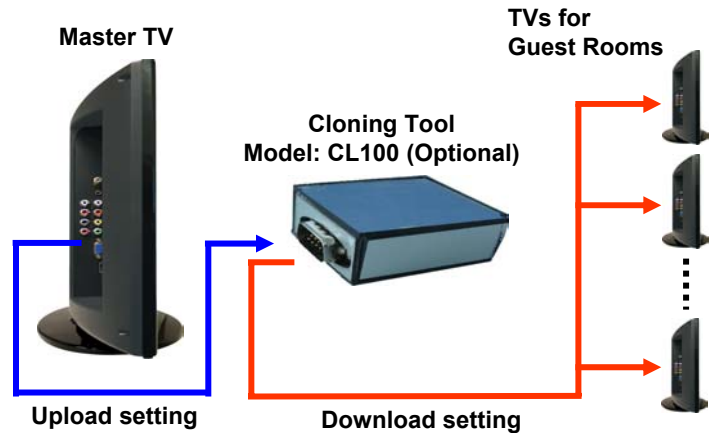 Master TV
TVs for
Guest Rooms
Cloning Tool
Model: CL100 (Optional)
Upload setting
Download setting